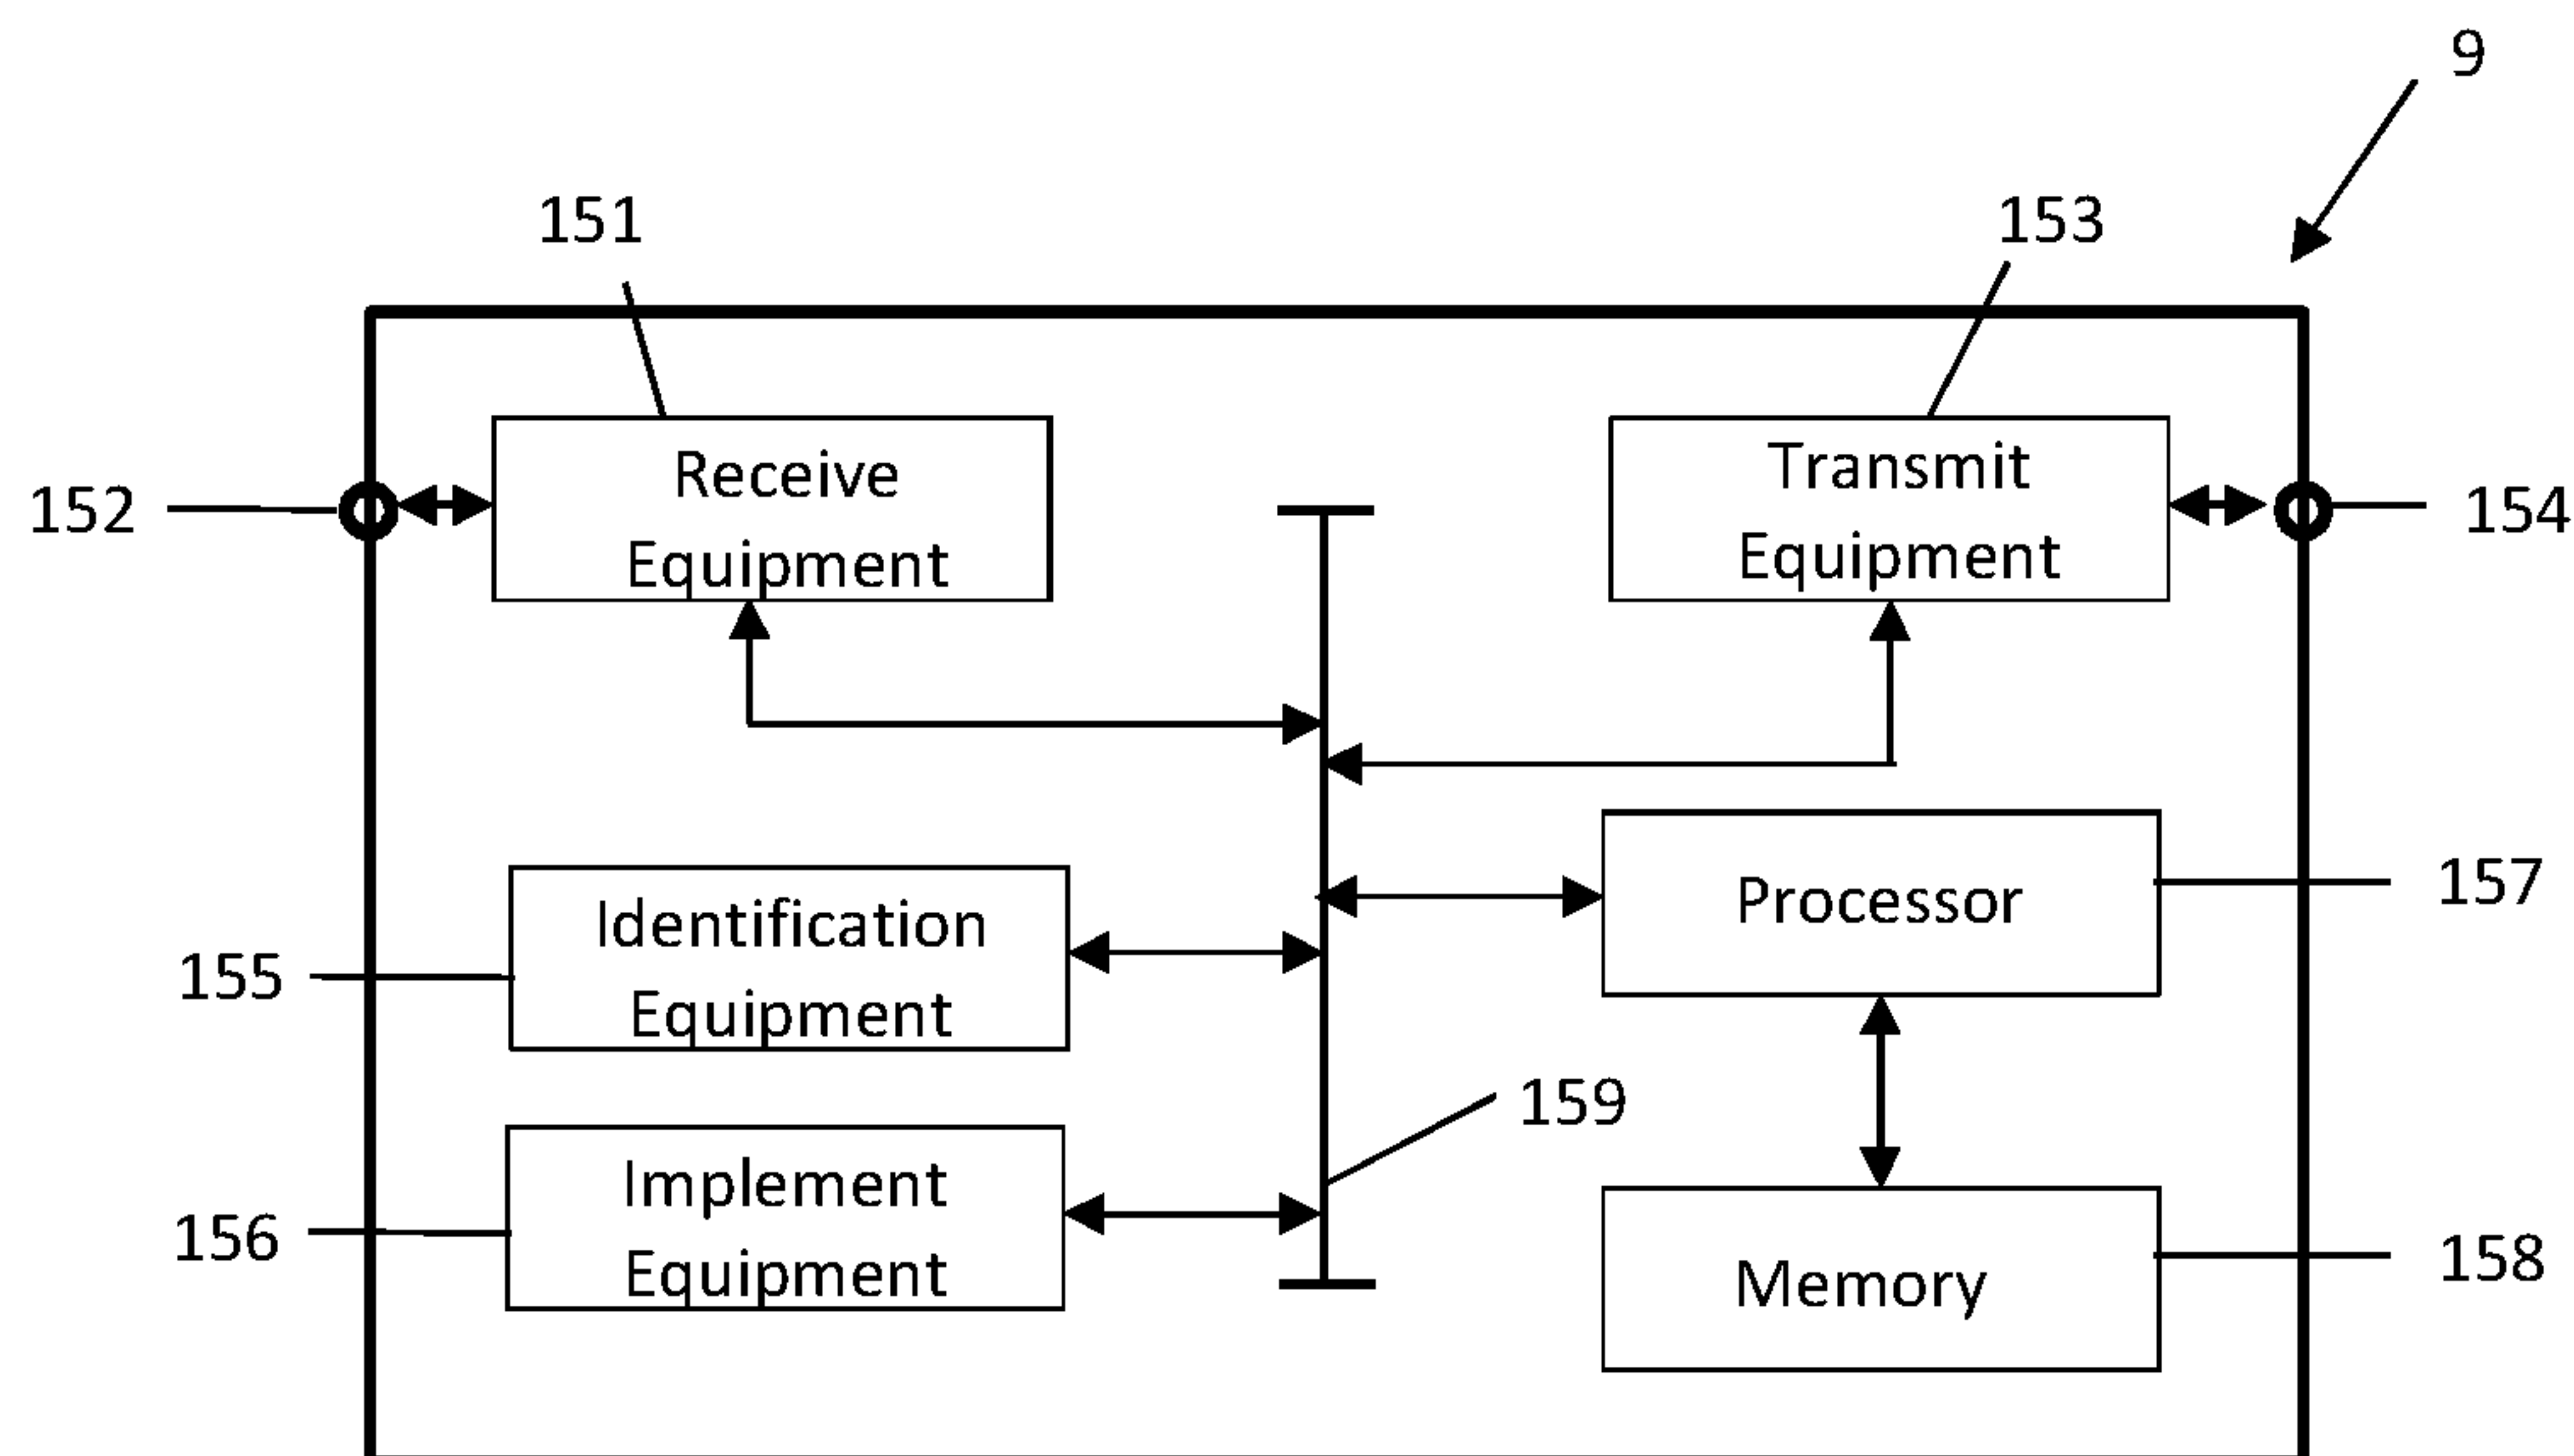 9
151
153
Receive
Equipment
Transmit
Equipment
152
154
Processor
157
Identification
Equipment
155
159
Implement
Equipment
156
Memory
158